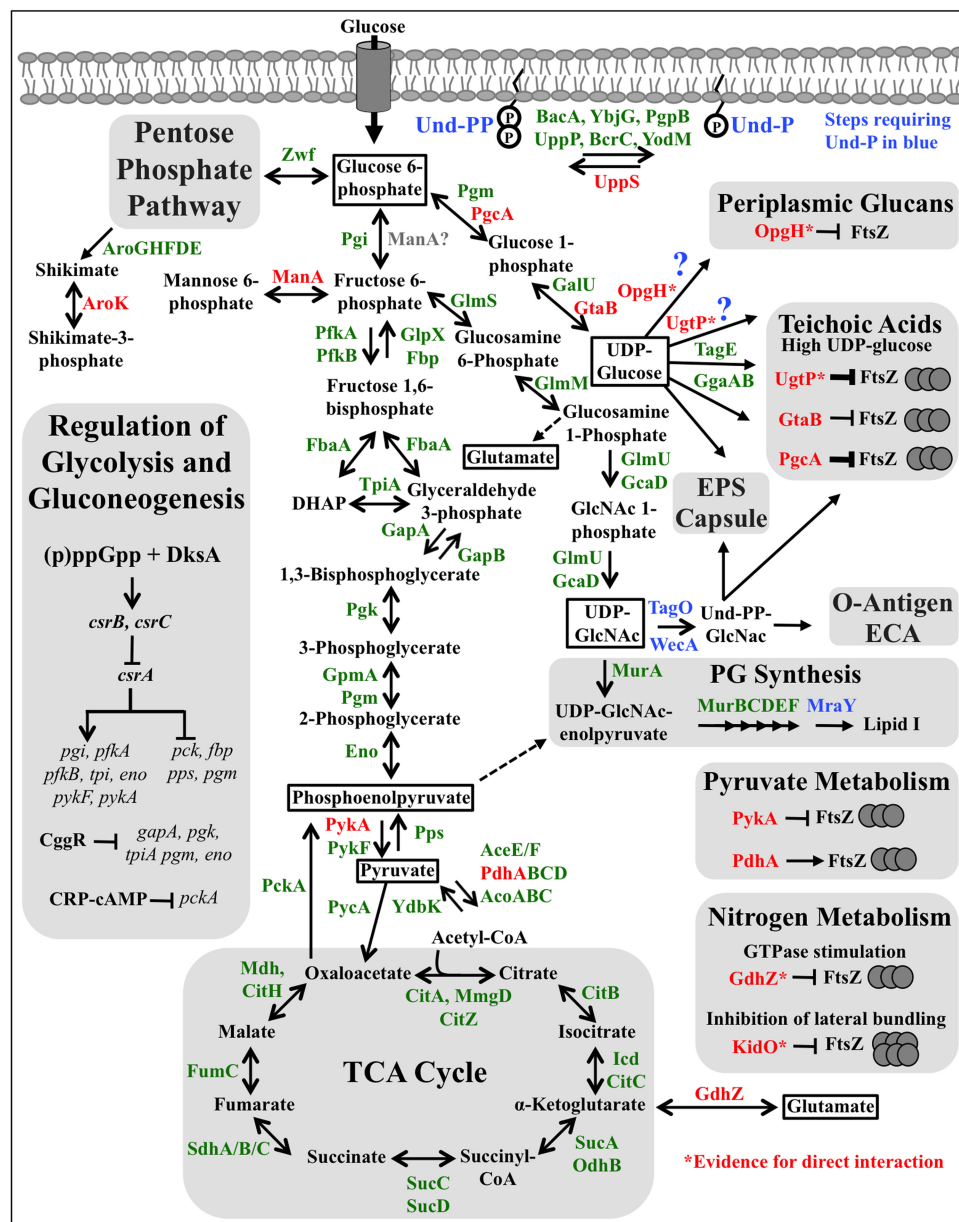 Glucose
Und-PP
P
P
BacA, YbjG, PgpB
UppP, BcrC, YodM
UppS
P
Und-P
Steps requiring
Und-P in blue
Pentose
Phosphate
Pathway
Zwf
Glucose 6-
phosphate
Pgm
PgcA
Periplasmic Glucans
OpgH*
FtsZ
AroGHFDE
Pgi
ManA?
Glucose 1-
phosphate
Shikimate
AroK
Shikimate-3-
phosphate
Mannose 6-
phosphate
ManA
Fructose 6-
phosphate
GlmS
GalU
GtaB
OpgH*
?
UgtP*
?
Teichoic Acids
High UDP-glucose
UgtP*
FtsZ
GtaB
FtsZ
PgcA
FtsZ
PfkA
PfkB
GlpX
Fbp
Glucosamine
6-Phosphate
UDP-
Glucose
TagE
GgaAB
Fructose 1,6-
bisphosphate
GlmM
Glucosamine
1-Phosphate
Glutamate
FbaA
FbaA
TpiA
DHAP
Glyceraldehyde
3-phosphate
GlmU
GcaD
EPS
Capsule
GlcNAc 1-
phosphate
GapA
GapB
GlmU
GcaD
1,3-Bisphosphoglycerate
Pgk
UDP-
GlcNAc
TagO
WecA
Und-PP-
GlcNac
O-Antigen
ECA
3-Phosphoglycerate
GpmA
Pgm
MurA
PG Synthesis
UDP-GlcNAc-
enolpyruvate
MurBCDEF
MraY
Lipid I
2-Phosphoglycerate
Eno
Phosphoenolpyruvate
Regulation of
Glycolysis and
Gluconeogenesis
(p)ppGpp + DksA
csrB, csrC
csrA
pgi, pfkA
pfkB, tpi, eno
pykF, pykA
pck, fbp
pps, pgm
CggR
gapA, pgk,
tpiA pgm, eno
CRP-cAMP
pckA
PykA
PykF
Pps
Pyruvate
AceE/F
PdhABCD
AcoABC
PckA
PycA
YdbK
Pyruvate Metabolism
PykA
FtsZ
PdhA
FtsZ
Nitrogen Metabolism
GTPase stimulation
GdhZ*
FtsZ
Inhibition of lateral bundling
KidO*
FtsZ
Acetyl-CoA
Oxaloacetate
Citrate
Mdh,
CitH
CitA, MmgD
CitZ
CitB
Malate
Isocitrate
FumC
TCA Cycle
Icd
CitC
Fumarate
α-Ketoglutarate
GdhZ
Glutamate
SdhA/B/C
Succinate
Succinyl-
CoA
SucA
OdhB
SucC
SucD
*Evidence for direct interaction